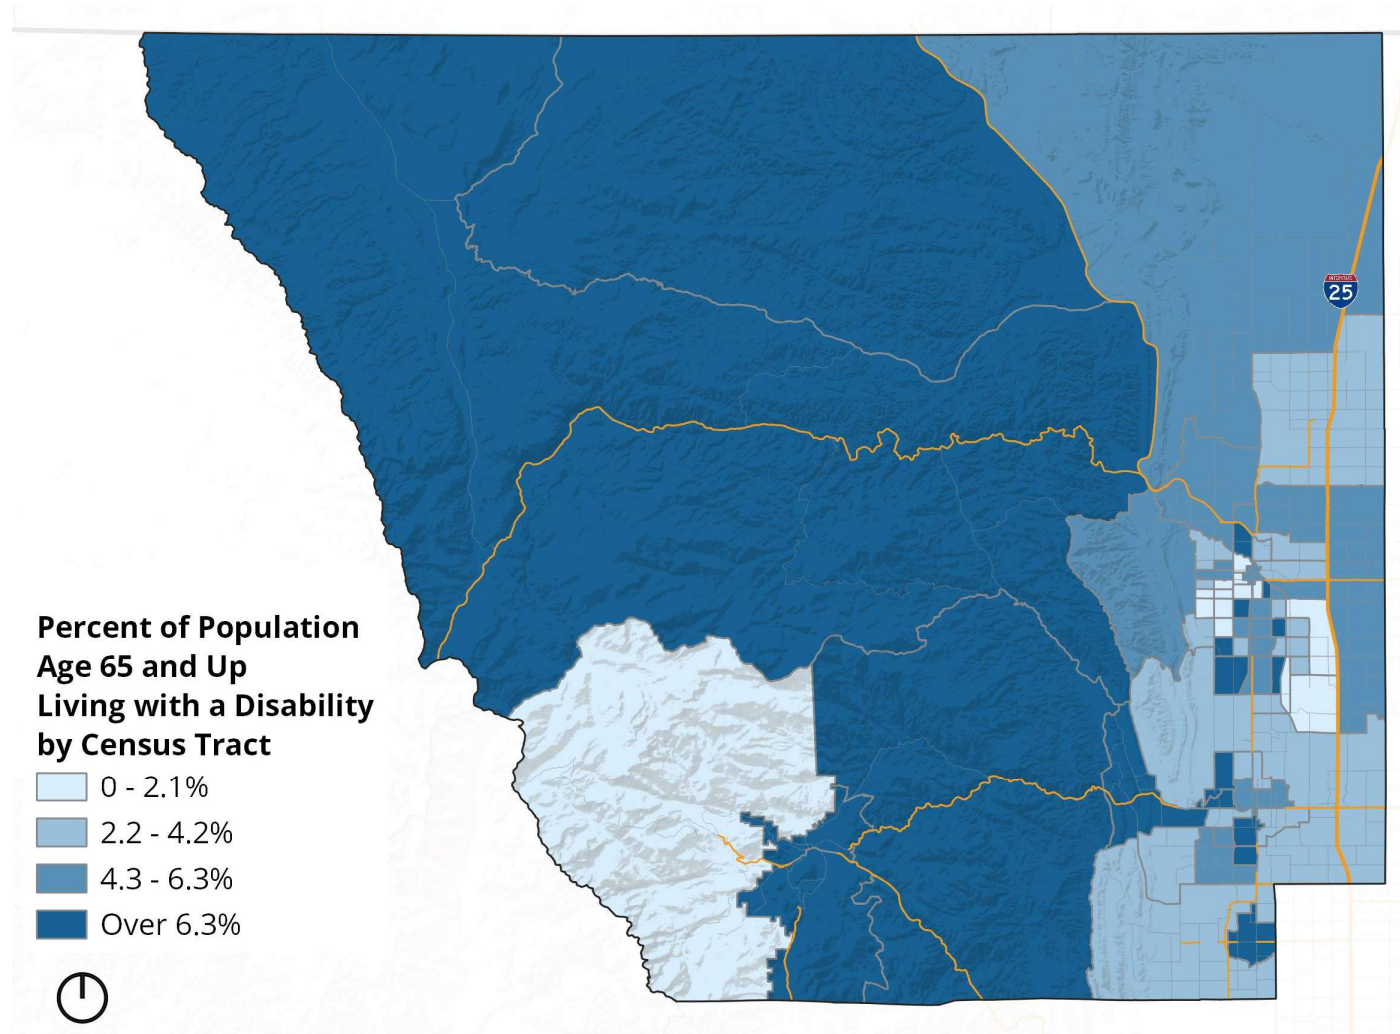 INTERSTATE
25
Percent of Population
Age 65 and Up
Living with a Disability
by Census Tract
0 - 2.1%
2.2 - 4.2%
4.3 - 6.3%
Over 6.3%